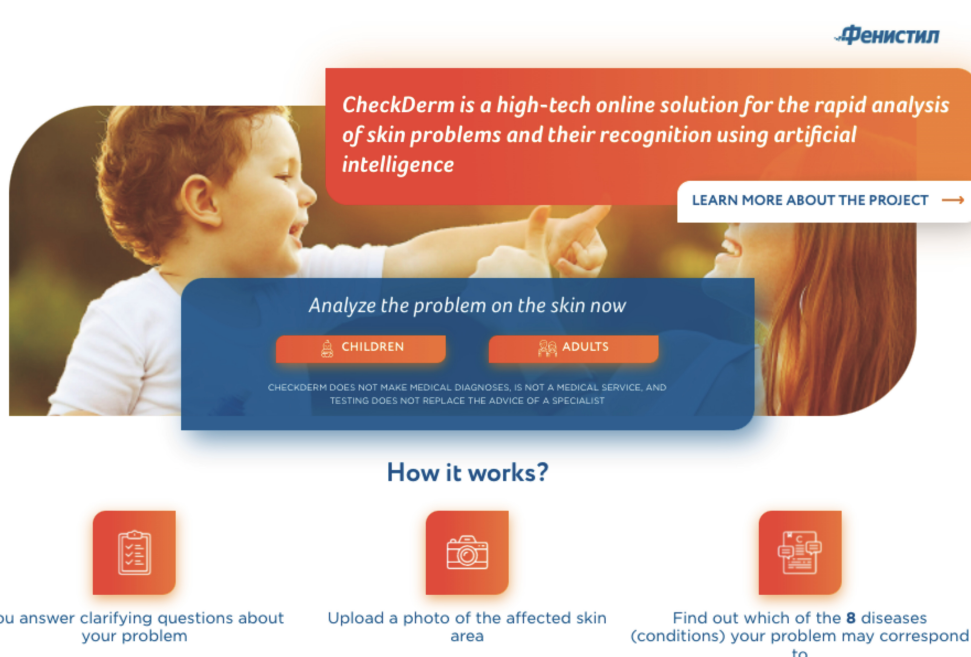 Фенистил
CheckDerm is a high-tech online solution for the rapid analysis
of skin problems and their recognition using artificial
intelligence
LEARN MORE ABOUT THE PROJECT
Analyze the problem on the skin now
CHILDREN
ADULTS
CHECKDERM DOES NOT MAKE MEDICAL DIAGNOSES, IS NOT A MEDICAL SERVICE, AND
TESTING DOES NOT REPLACE THE ADVICE OF A SPECIALIST
How it works?
ou answer clarifying questions about
your problem
Upload a photo of the affected skin
area
Find out which of the 8 diseases
(conditions) your problem may correspond
to